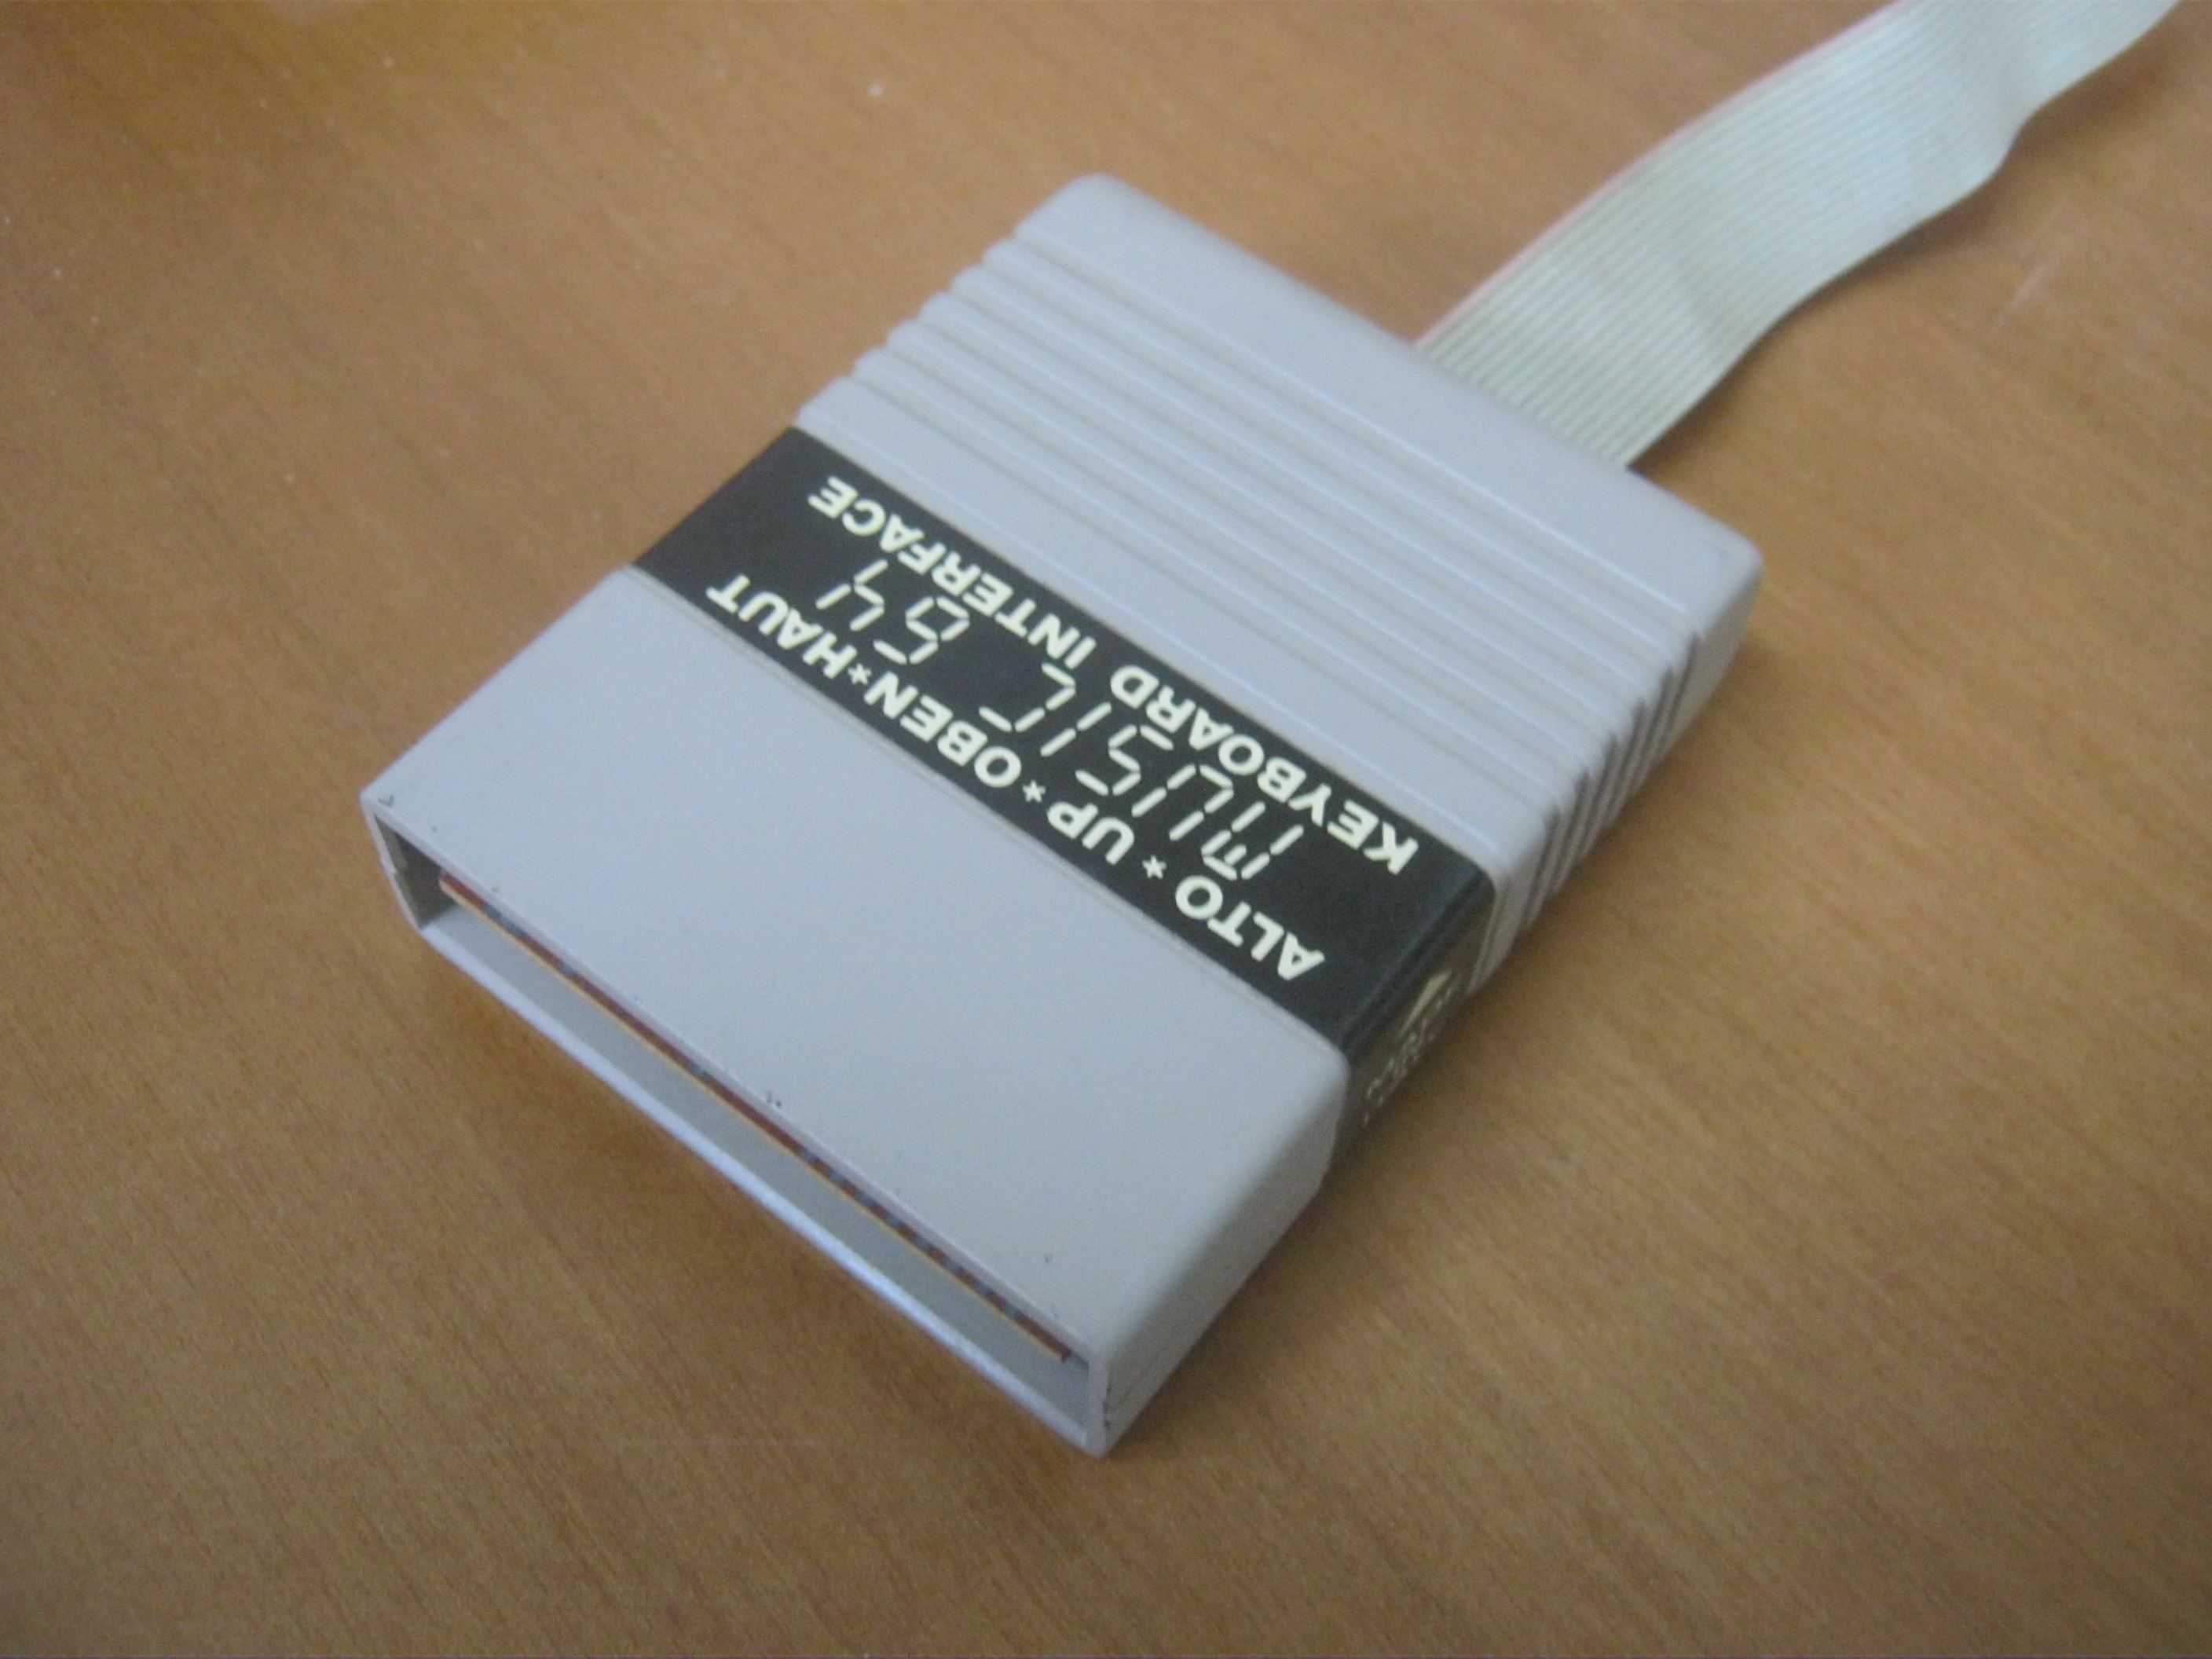 ALTO * UP * OBEN * HAUT
MUSIC 64
KEYBOARD INTERFACE